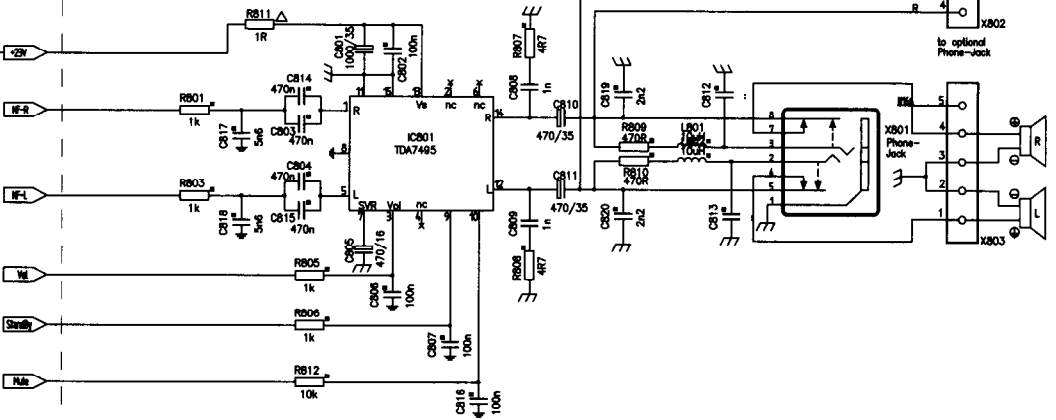 +23V
R811
1R
C801
1000/35
C802
100n
NF-R
R801
1k
C817
5n6
C814
470n
C803
470n
11
15
13
Vs
2
nc
6
nc
1
R
IC801
TDA7495
R
14
8
5
L
L
12
SVR
7
Vol
3
nc
4
9
10
NF-L
R803
1k
C818
5n6
C804
470n
C815
470n
C805
470/16
Vol
R805
1k
C806
100n
StandBy
R806
1k
C807
100n
Mute
R812
10k
C816
100n
R807
4R7
C808
1n
C810
470/35
C811
470/35
C809
1n
R808
4R7
C819
2n2
C820
2n2
R809
470R
L801
10uH
R810
470R
10uH
C812
C813
8
7
3
2
4
5
1
X801
Phone-
Jack
R
4
X802
to optional
Phone-Jack
5
4
3
2
1
X803
R
L